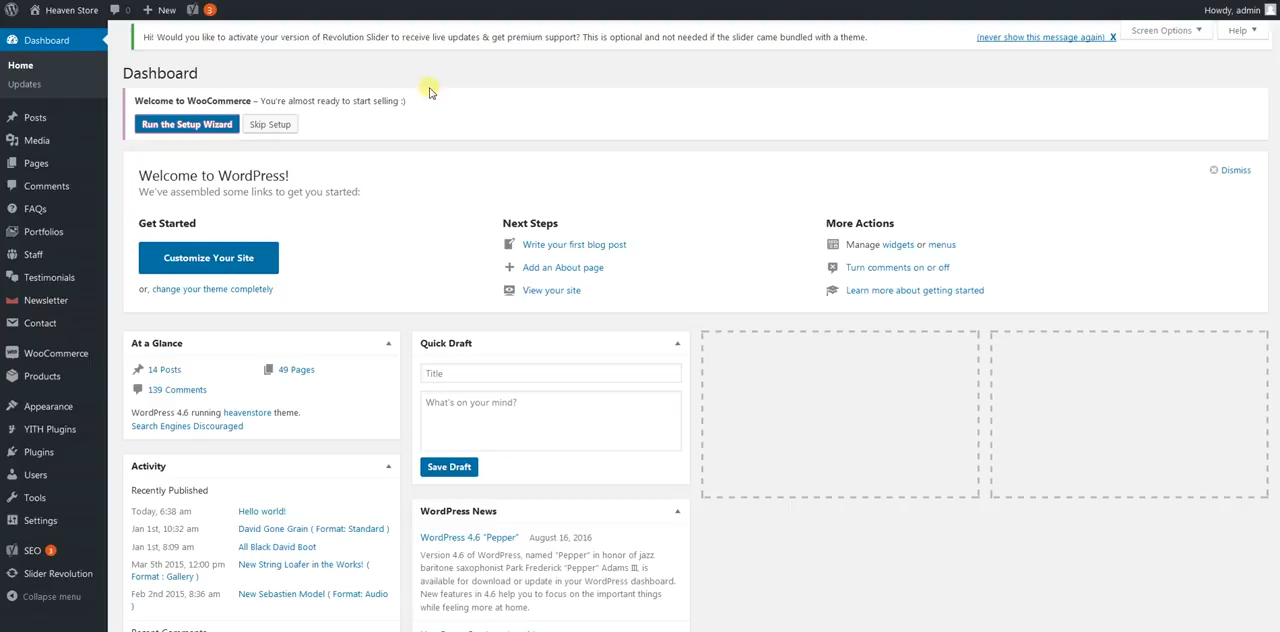 Heaven Store 0 New 3 Howdy, admin
Dashboard
Home
Updates
Posts
Media
Pages
Comments
FAQs
Portfolios
Staff
Testimonials
Newsletter
Contact
WooCommerce
Products
Appearance
YITH Plugins
Plugins
Users
Tools
Settings
SEO 3
Slider Revolution
Collapse menu
Hi! Would you like to activate your version of Revolution Slider to receive live updates & get premium support? This is optional and not needed if the slider came bundled with a theme. (never show this message again) X
Screen Options Help
Dashboard
Welcome to WooCommerce – You're almost ready to start selling :)
Run the Setup Wizard Skip Setup
Welcome to WordPress! Dismiss
We've assembled some links to get you started:
Get Started
Customize Your Site
or, change your theme completely
Next Steps
Write your first blog post
Add an About page
View your site
More Actions
Manage widgets or menus
Turn comments on or off
Learn more about getting started
At a Glance
14 Posts 49 Pages
139 Comments
WordPress 4.6 running heavenstore theme.
Search Engines Discouraged
Activity
Recently Published
Today, 6:38 am Hello world!
Jan 1st, 10:32 am David Gone Grain ( Format: Standard )
Jan 1st, 8:09 am All Black David Boot
Mar 5th 2015, 12:00 pm New String Loafer in the Works! (
Format : Gallery )
Feb 2nd 2015, 8:36 am New Sebastien Model ( Format: Audio
)
Quick Draft
Title
What's on your mind?
Save Draft
WordPress News
WordPress 4.6 "Pepper" August 16, 2016
Version 4.6 of WordPress, named "Pepper" in honor of jazz
baritone saxophonist Park Frederick "Pepper" Adams III, is
available for download or update in your WordPress dashboard.
New features in 4.6 help you to focus on the important things
while feeling more at home.